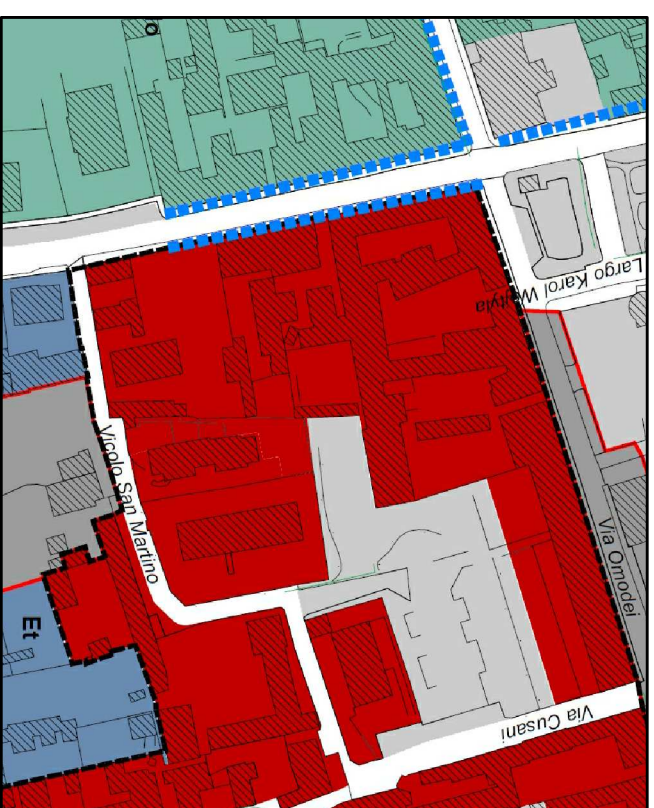 o
Largo Karol Wojtyla
Vicolo San Martino
Via Omodei
Et
Via Cusani